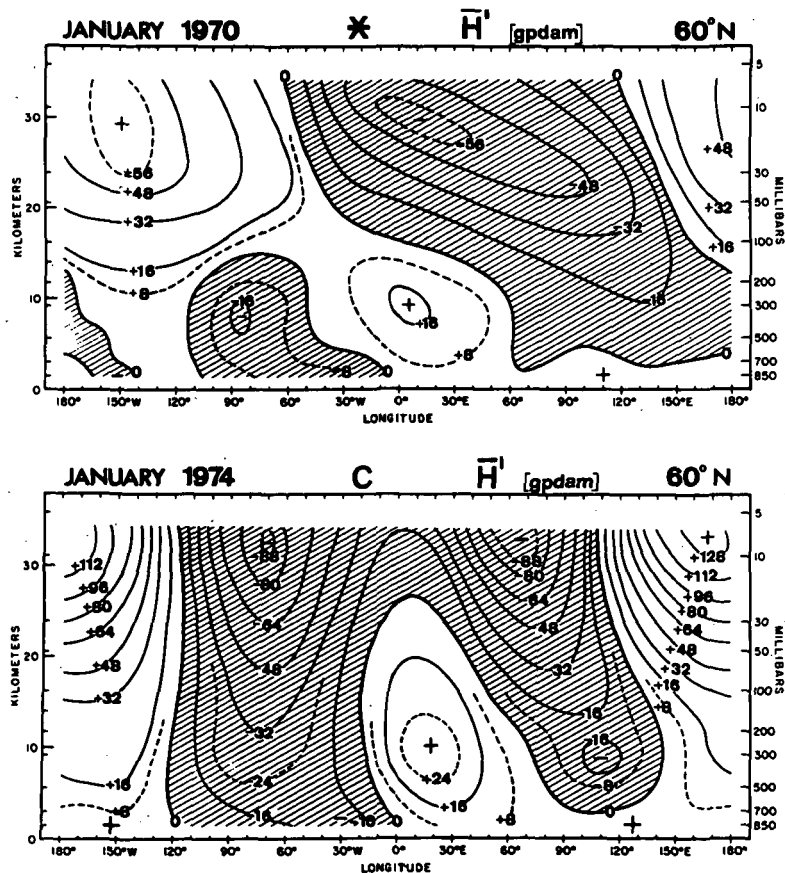 JANUARY 1970 * H̅' [gpdam] 60°N
0 0
5
30 10
+56 -56 +48
+48 -48 30
20 +32 +32 50
-32 +16 100
+16
+8 200
10 -16 +16 -16 300
+8 500
-8 0 0 0 700
0 850
KILOMETERS
MILLIBARS
180° 150°W 120° 90° 60° 30°W 0° 30°E 60° 90° 120° 150°E 180°
LONGITUDE
JANUARY 1974 C H̅' [gpdam] 60°N
5
30 +112 -88 -88 +128 10
+96 -80 -80 +112
+80 +96
+64 -64 -64 +80 30
20 +48 -48 -48 +64 50
+32 -32 +48
+32
-16 +16 100
+8
-32 -16 200
10 300
+16 -24 +24 -8 500
+8 -16 +16 0 700
0 0 -16 0 +8 850
KILOMETERS
MILLIBARS
180° 150°W 120° 90° 60° 30°W 0° 30°E 60° 90° 120° 150°E 180°
LONGITUDE